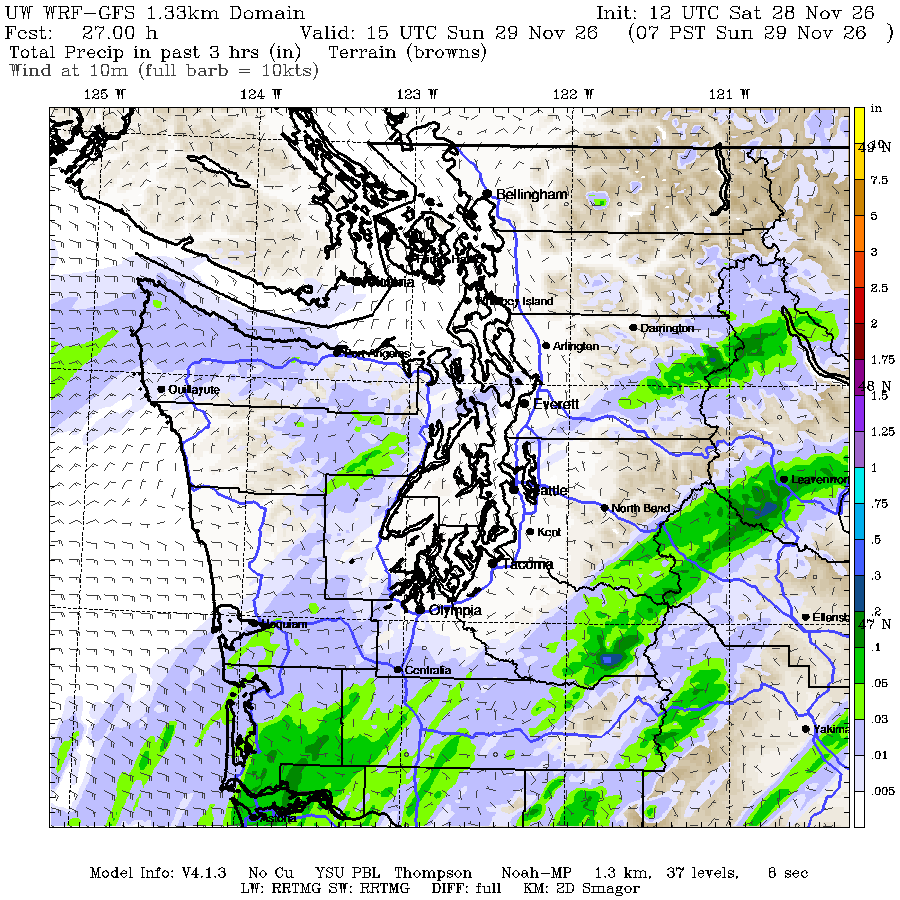 UW WRF-GFS 1.33km Domain Init: 12 UTC Sat 28 Nov 26
Fcst: 27.00 h Valid: 15 UTC Sun 29 Nov 26 (07 PST Sun 29 Nov 26 )
Total Precip in past 3 hrs (in) Terrain (browns)
Wind at 10m (full barb = 10kts)
125 W 124 W 123 W 122 W 121 W
in
49 N
7.5
5
3
2.5
2
1.75
48 N
1.5
1.25
1
.75
.5
.3
.2
47 N
.1
.05
.03
.01
.005
Bellingham
Victoria
Whidbey Island
Darrington
Arlington
Port Angeles
Quillayute
Everett
Leavenwor
Seattle
North Bend
Kent
Tacoma
Olympia
Ellensb
Hoquiam
Centralia
Yakima
Astoria
Model Info: V4.1.3 No Cu YSU PBL Thompson Noah-MP 1.3 km, 37 levels, 8 sec
LW: RRTMG SW: RRTMG DIFF: full KM: 2D Smagor